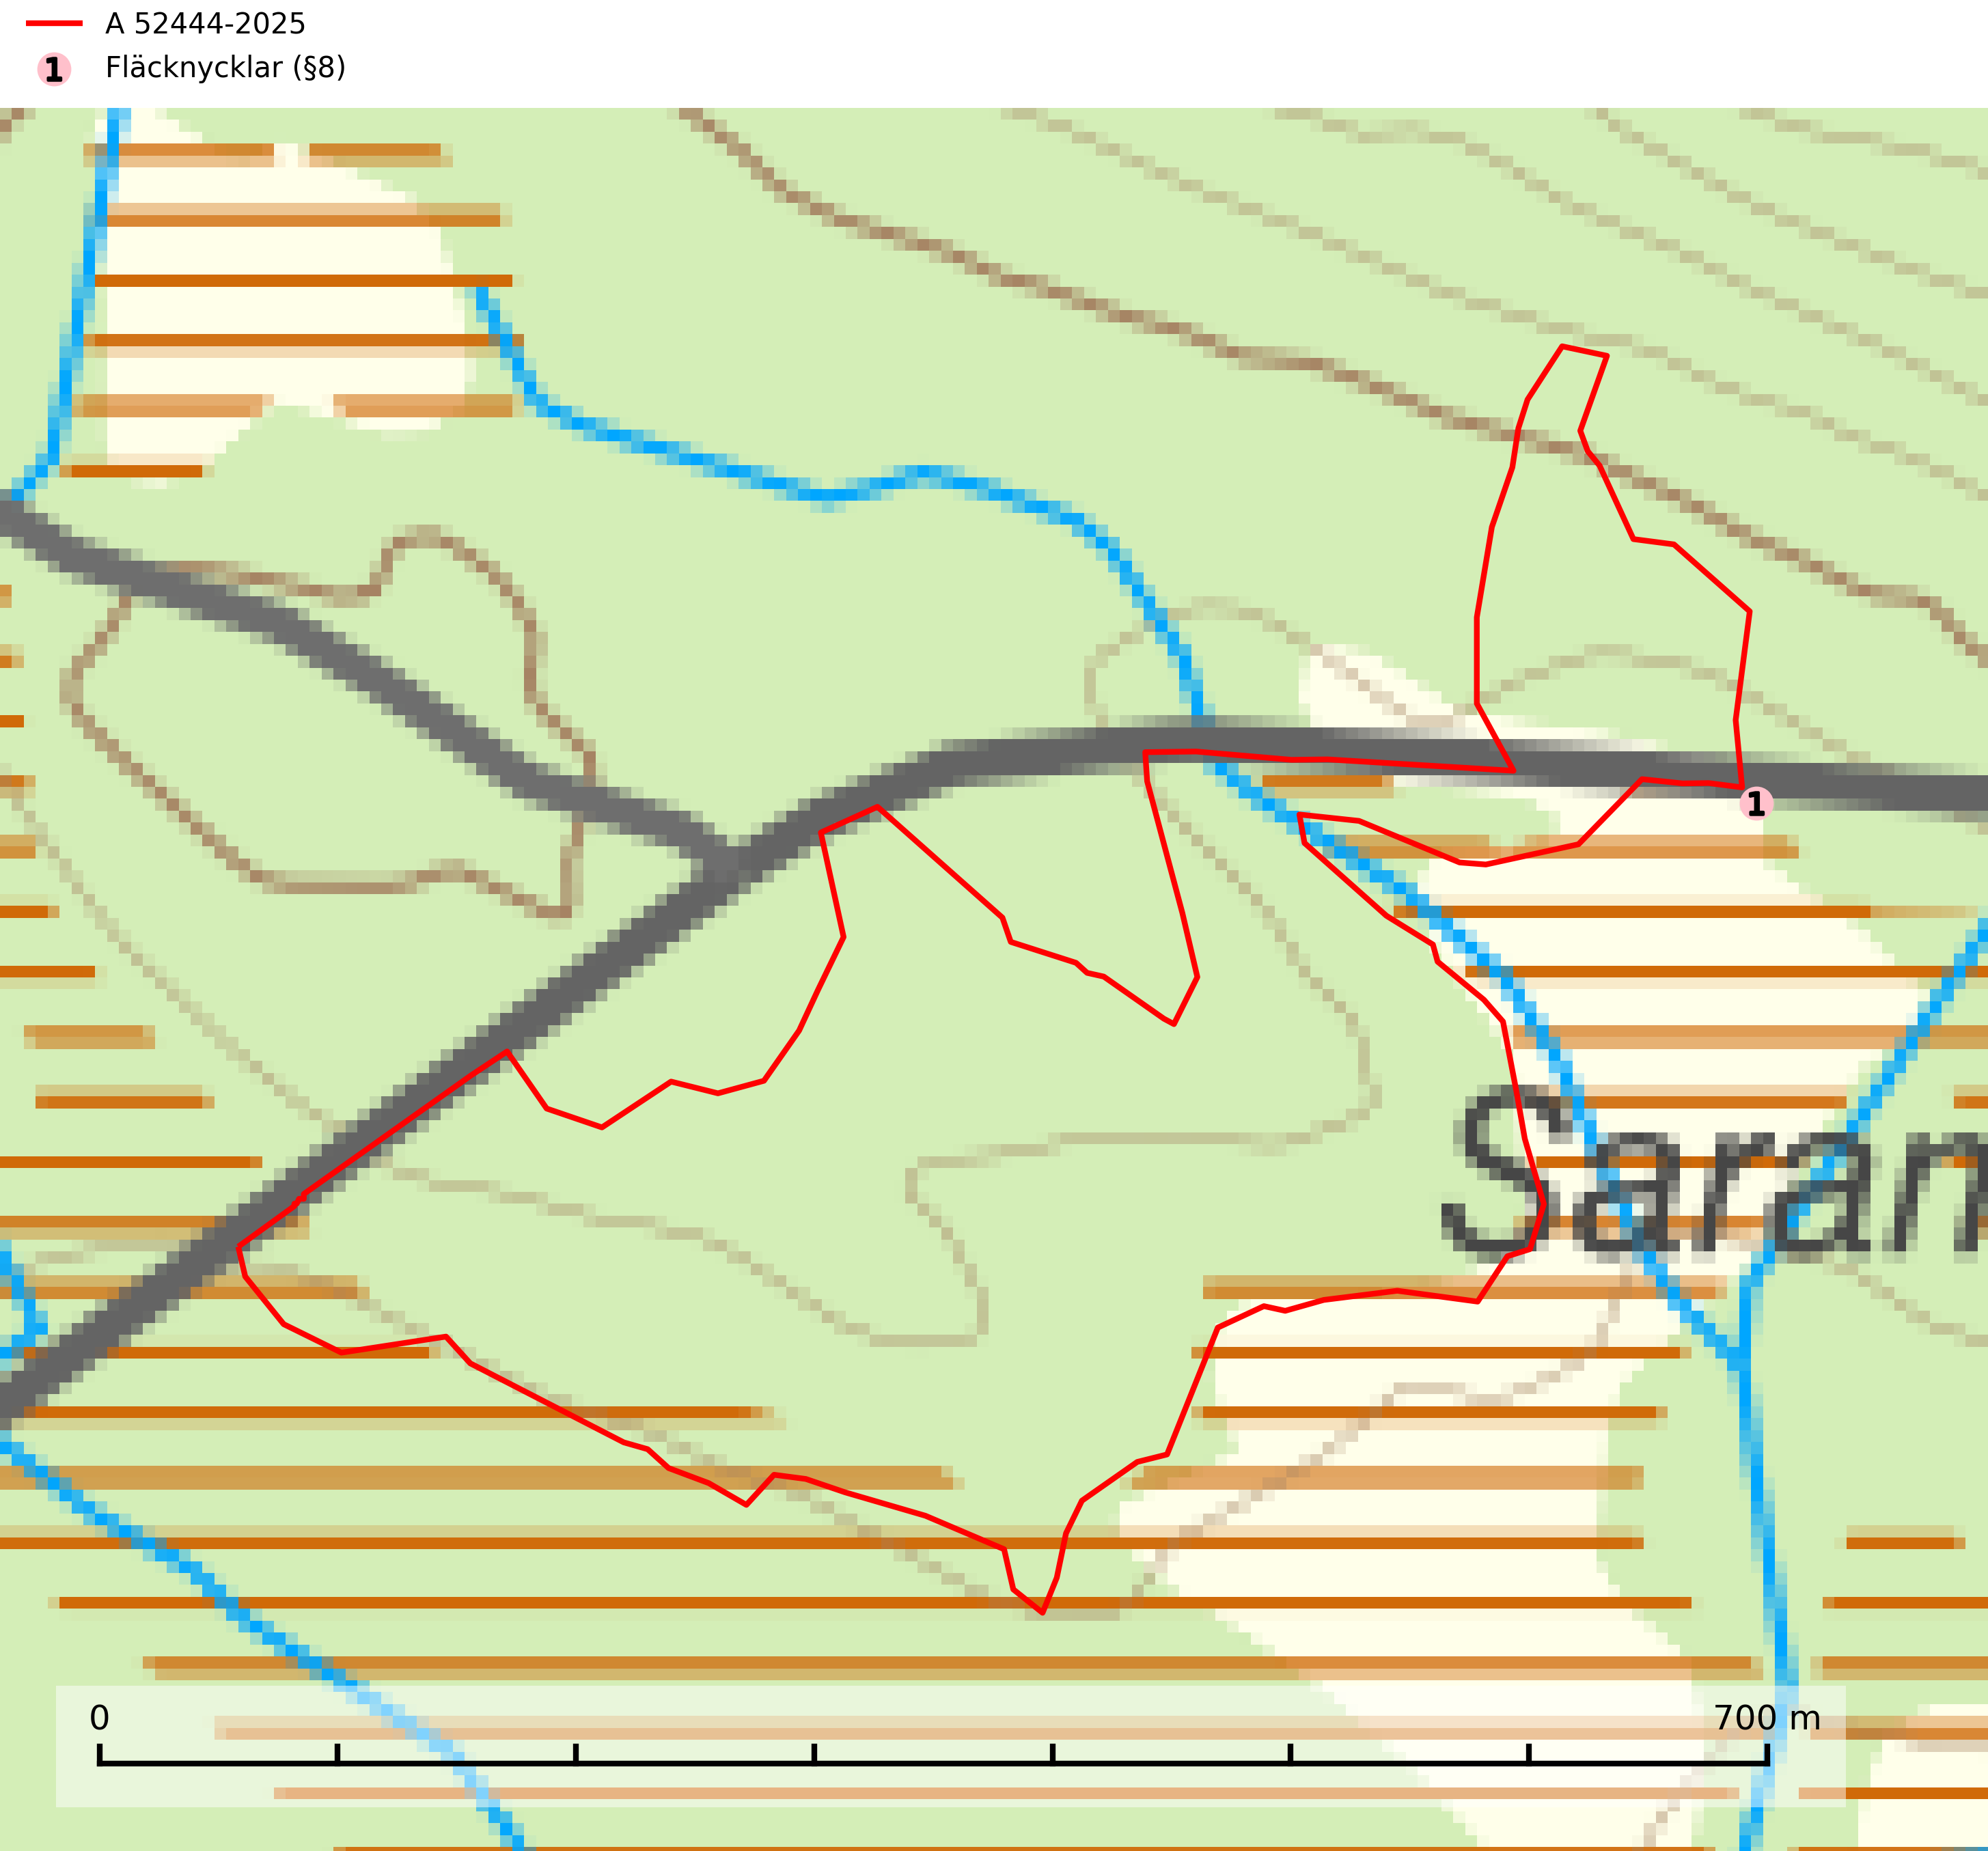 A 52444-2025
1 Fläcknycklar (§8)
1
Saran
0 700 m